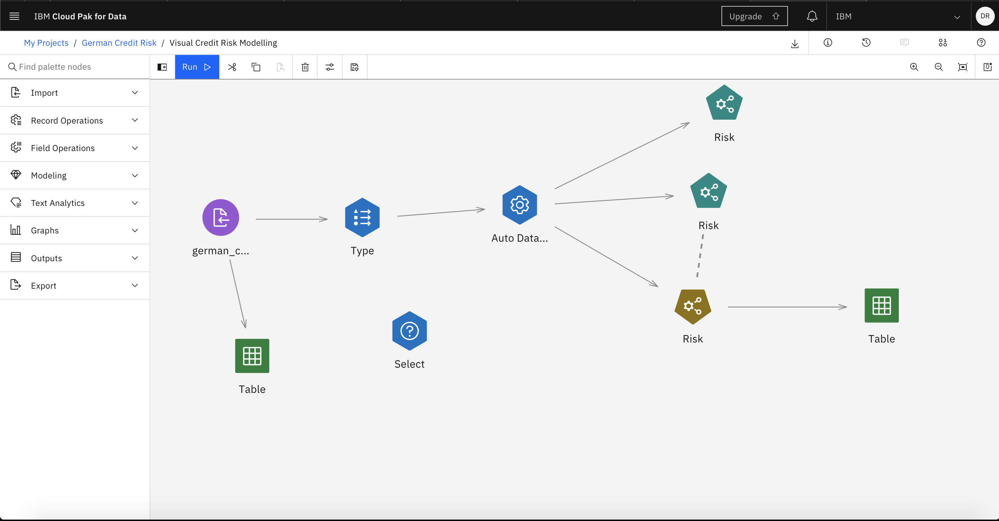 IBM Cloud Pak for Data
Upgrade
IBM
DR
My Projects / German Credit Risk / Visual Credit Risk Modelling
Find palette nodes
Run
Import
Record Operations
Field Operations
Modeling
Text Analytics
Graphs
Outputs
Export
Risk
Risk
german_c...
Type
Auto Data...
Risk
Table
Select
Table